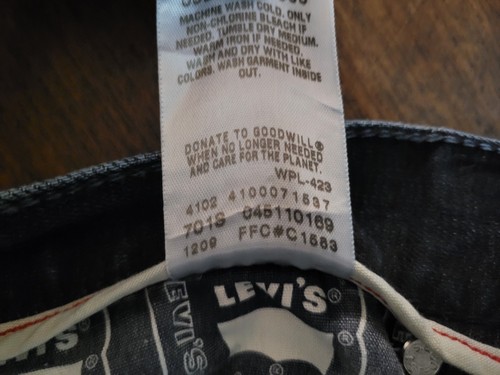 MACHINE WASH COLD. ONLY
NON-CHLORINE BLEACH IF
NEEDED. TUMBLE DRY MEDIUM.
WARM IRON IF NEEDED.
WASH AND DRY WITH LIKE
COLORS. WASH GARMENT INSIDE
OUT.
DONATE TO GOODWILL®
WHEN NO LONGER NEEDED
AND CARE FOR THE PLANET.
WPL-423
4102 4100071537
701S 045110169
1209 FFC#C1583
LEVI'S®
LEVI'S
VI'S